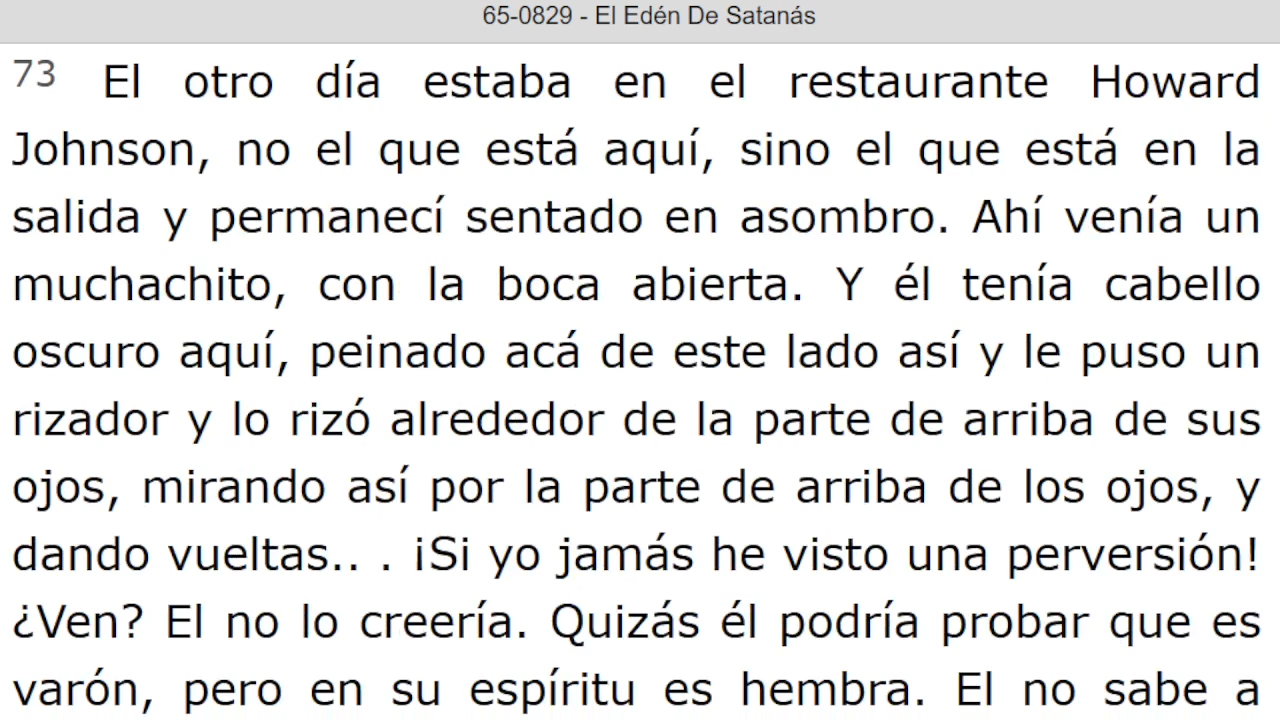 65-0829 - El Edén De Satanás
73 El otro día estaba en el restaurante Howard
Johnson, no el que está aquí, sino el que está en la
salida y permanecí sentado en asombro. Ahí venía un
muchachito, con la boca abierta. Y él tenía cabello
oscuro aquí, peinado acá de este lado así y le puso un
rizador y lo rizó alrededor de la parte de arriba de sus
ojos, mirando así por la parte de arriba de los ojos, y
dando vueltas.. . ¡Si yo jamás he visto una perversión!
¿Ven? El no lo creería. Quizás él podría probar que es
varón, pero en su espíritu es hembra. El no sabe a